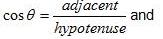 cos θ = adjacent / hypotenuse and